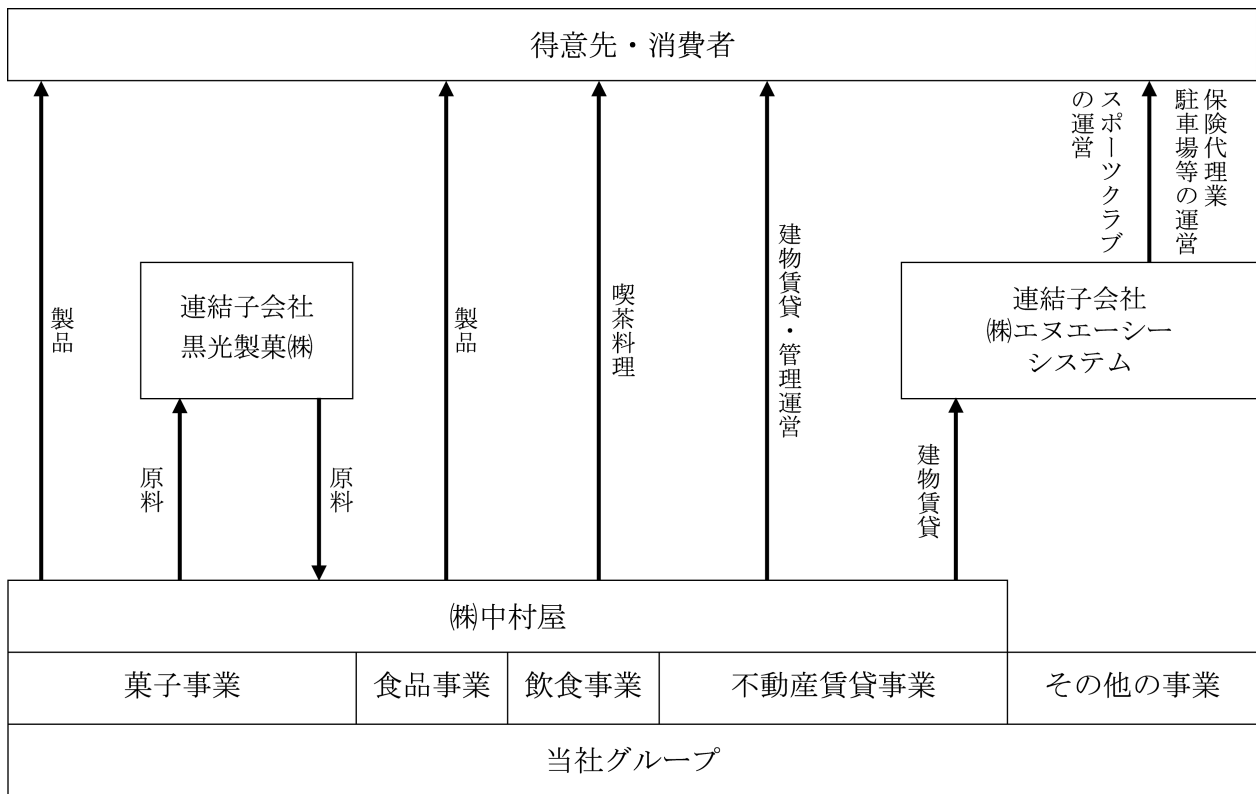 得意先・消費者
製品
連結子会社
黒光製菓㈱
原料
原料
製品
喫茶料理
建物賃貸・管理運営
スポーツクラブ
の運営
保険代理業
駐車場等の運営
連結子会社
㈱エヌエーシー
システム
建物賃貸
㈱中村屋
菓子事業
食品事業
飲食事業
不動産賃貸事業
その他の事業
当社グループ